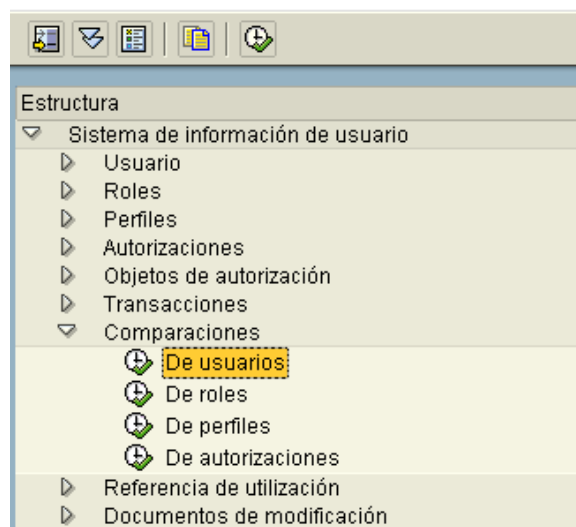 Estructura
Sistema de información de usuario
Usuario
Roles
Perfiles
Autorizaciones
Objetos de autorización
Transacciones
Comparaciones
De usuarios
De roles
De perfiles
De autorizaciones
Referencia de utilización
Documentos de modificación